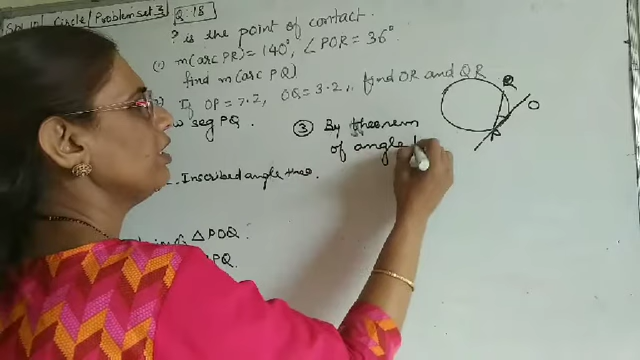 Std 10 | Circle/Problem set 3 Q. 18
? is the point of contact.
(1) m(arc PR) = 140°, ∠POR = 36°
find m(arc PQ)
If OP = 7.2, OQ = 3.2, find OR and QR
seg PQ.
③ By theorem
of angle
Inscribed angle theo.
△POQ.
PQ.
R
O